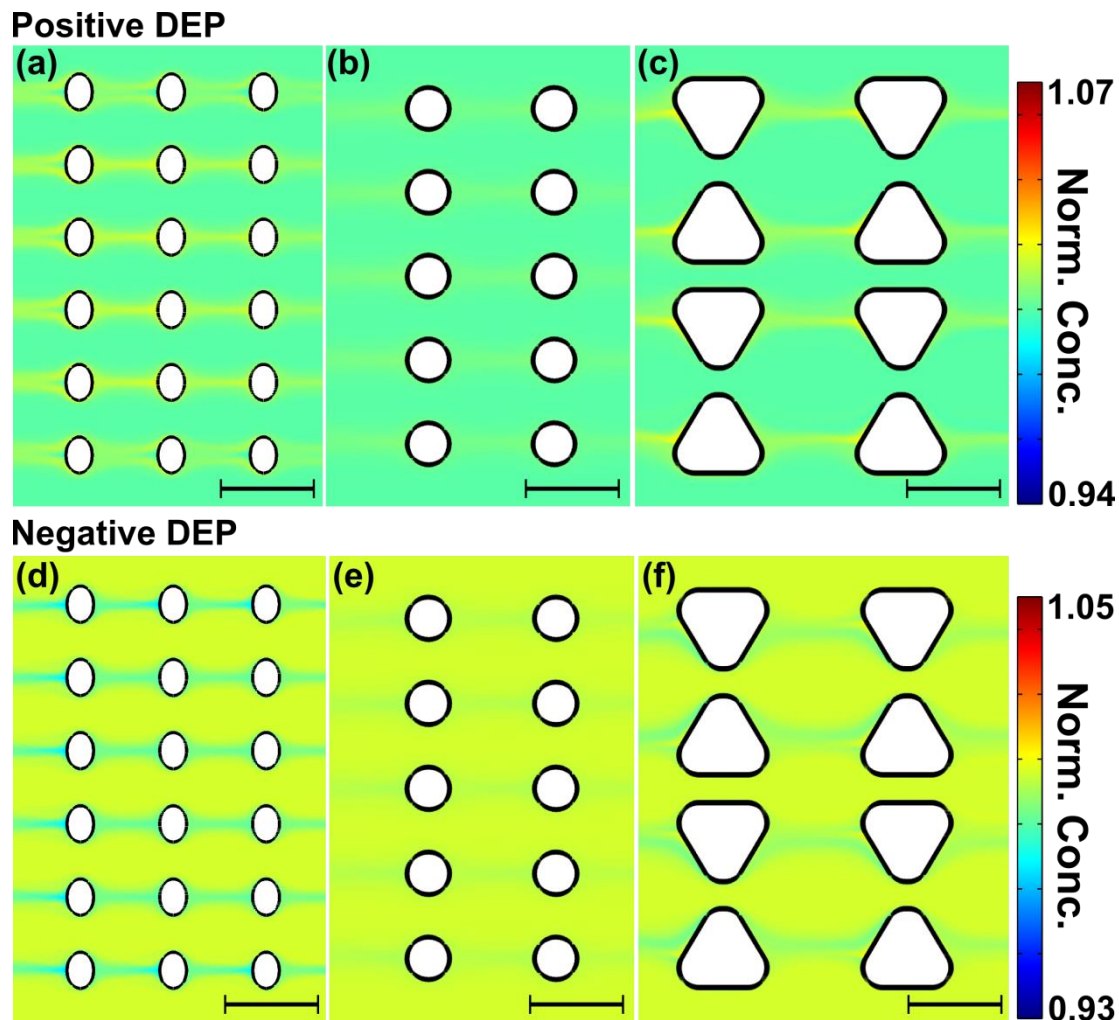 Positive DEP
(a)
(b)
(c)
1.07
Norm. Conc.
0.94
Negative DEP
(d)
(e)
(f)
1.05
Norm. Conc.
0.93